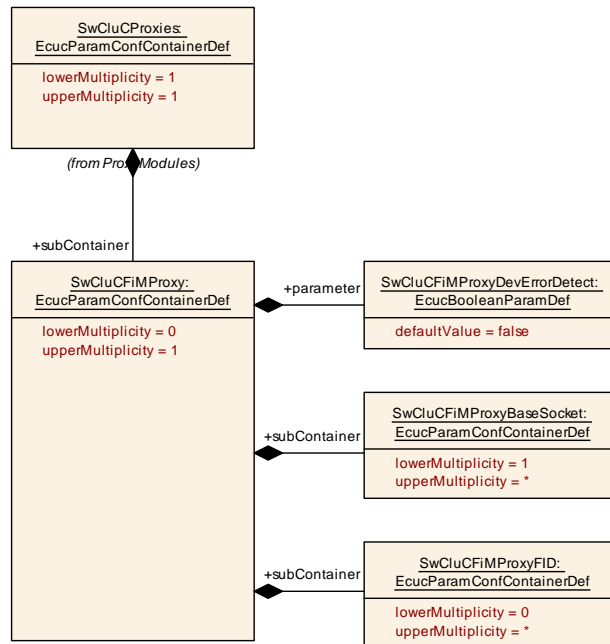 SwCluCProxies:
EcucParamConfContainerDef
lowerMultiplicity = 1
upperMultiplicity = 1
(from ProxyModules)
+subContainer
SwCluCFiMProxy:
EcucParamConfContainerDef
lowerMultiplicity = 0
upperMultiplicity = 1
+parameter
SwCluCFiMProxyDevErrorDetect:
EcucBooleanParamDef
defaultValue = false
+subContainer
SwCluCFiMProxyBaseSocket:
EcucParamConfContainerDef
lowerMultiplicity = 1
upperMultiplicity = *
+subContainer
SwCluCFiMProxyFID:
EcucParamConfContainerDef
lowerMultiplicity = 0
upperMultiplicity = *